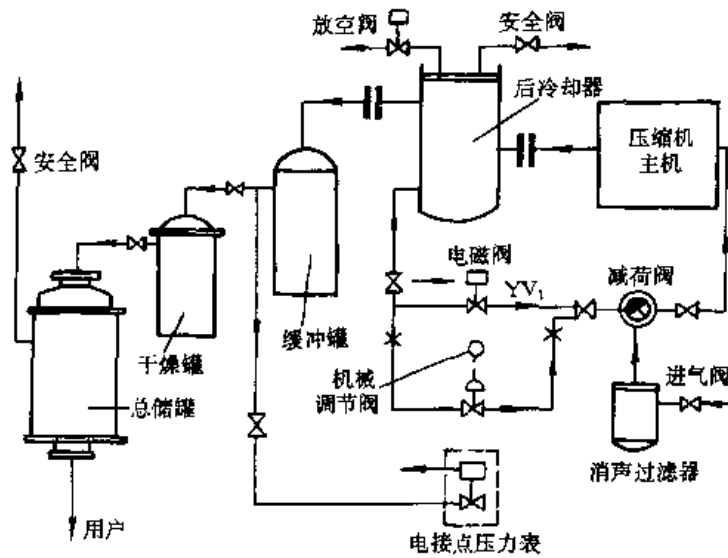 放空阀
安全阀
后冷却器
压缩机
主机
安全阀
电磁阀
YV1
减荷阀
缓冲罐
干燥罐
机械
调节阀
进气阀
总储罐
消声过滤器
用户
电接点压力表